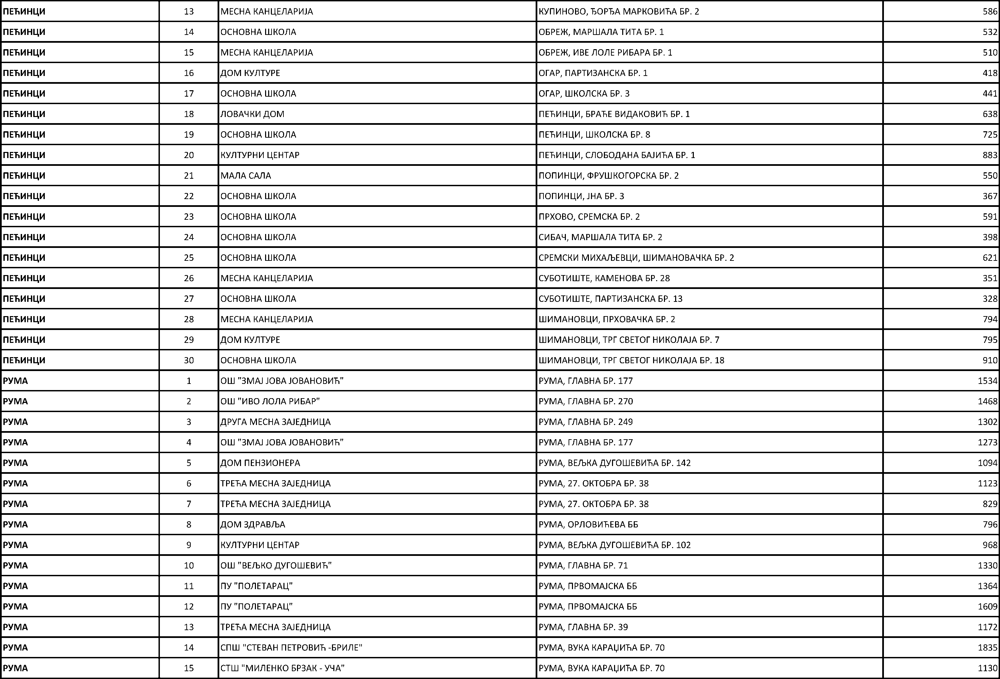 ПЕЋИНЦИ 13 МЕСНА КАНЦЕЛАРИЈА КУПИНОВО, ЂОРЂА МАРКОВИЋА БР. 2 586
ПЕЋИНЦИ 14 ОСНОВНА ШКОЛА ОБРЕЖ, МАРШАЛА ТИТА БР. 1 532
ПЕЋИНЦИ 15 МЕСНА КАНЦЕЛАРИЈА ОБРЕЖ, ИВЕ ЛОЛЕ РИБАРА БР. 1 510
ПЕЋИНЦИ 16 ДОМ КУЛТУРЕ ОГАР, ПАРТИЗАНСКА БР. 1 418
ПЕЋИНЦИ 17 ОСНОВНА ШКОЛА ОГАР, ШКОЛСКА БР. 3 441
ПЕЋИНЦИ 18 ЛОВАЧКИ ДОМ ПЕЋИНЦИ, БРАЋЕ ВИДАКОВИЋ БР. 1 638
ПЕЋИНЦИ 19 ОСНОВНА ШКОЛА ПЕЋИНЦИ, ШКОЛСКА БР. 8 725
ПЕЋИНЦИ 20 КУЛТУРНИ ЦЕНТАР ПЕЋИНЦИ, СЛОБОДАНА БАЈИЋА БР. 1 883
ПЕЋИНЦИ 21 МАЛА САЛА ПОПИНЦИ, ФРУШКОГОРСКА БР. 2 550
ПЕЋИНЦИ 22 ОСНОВНА ШКОЛА ПОПИНЦИ, ЈНА БР. 3 367
ПЕЋИНЦИ 23 ОСНОВНА ШКОЛА ПРХОВО, СРЕМСКА БР. 2 591
ПЕЋИНЦИ 24 ОСНОВНА ШКОЛА СИБАЧ, МАРШАЛА ТИТА БР. 2 398
ПЕЋИНЦИ 25 ОСНОВНА ШКОЛА СРЕМСКИ МИХАЉЕВЦИ, ШИМАНОВАЧКА БР. 2 621
ПЕЋИНЦИ 26 МЕСНА КАНЦЕЛАРИЈА СУБОТИШТЕ, КАМЕНОВА БР. 28 351
ПЕЋИНЦИ 27 ОСНОВНА ШКОЛА СУБОТИШТЕ, ПАРТИЗАНСКА БР. 13 328
ПЕЋИНЦИ 28 МЕСНА КАНЦЕЛАРИЈА ШИМАНОВЦИ, ПРХОВАЧКА БР. 2 794
ПЕЋИНЦИ 29 ДОМ КУЛТУРЕ ШИМАНОВЦИ, ТРГ СВЕТОГ НИКОЛАЈА БР. 7 795
ПЕЋИНЦИ 30 ОСНОВНА ШКОЛА ШИМАНОВЦИ, ТРГ СВЕТОГ НИКОЛАЈА БР. 18 910
РУМА 1 ОШ "ЗМАЈ ЈОВА ЈОВАНОВИЋ" РУМА, ГЛАВНА БР. 177 1534
РУМА 2 ОШ "ИВО ЛОЛА РИБАР" РУМА, ГЛАВНА БР. 270 1468
РУМА 3 ДРУГА МЕСНА ЗАЈЕДНИЦА РУМА, ГЛАВНА БР. 249 1302
РУМА 4 ОШ "ЗМАЈ ЈОВА ЈОВАНОВИЋ" РУМА, ГЛАВНА БР. 177 1273
РУМА 5 ДОМ ПЕНЗИОНЕРА РУМА, ВЕЉКА ДУГОШЕВИЋА БР. 142 1094
РУМА 6 ТРЕЋА МЕСНА ЗАЈЕДНИЦА РУМА, 27. ОКТОБРА БР. 38 1123
РУМА 7 ТРЕЋА МЕСНА ЗАЈЕДНИЦА РУМА, 27. ОКТОБРА БР. 38 829
РУМА 8 ДОМ ЗДРАВЉА РУМА, ОРЛОВИЋЕВА ББ 796
РУМА 9 КУЛТУРНИ ЦЕНТАР РУМА, ВЕЉКА ДУГОШЕВИЋА БР. 102 968
РУМА 10 ОШ "ВЕЉКО ДУГОШЕВИЋ" РУМА, ГЛАВНА БР. 71 1330
РУМА 11 ПУ "ПОЛЕТАРАЦ" РУМА, ПРВОМАЈСКА ББ 1364
РУМА 12 ПУ "ПОЛЕТАРАЦ" РУМА, ПРВОМАЈСКА ББ 1609
РУМА 13 ТРЕЋА МЕСНА ЗАЈЕДНИЦА РУМА, ГЛАВНА БР. 39 1172
РУМА 14 СПШ "СТЕВАН ПЕТРОВИЋ -БРИЛЕ" РУМА, ВУКА КАРАЏИЋА БР. 70 1835
РУМА 15 СТШ "МИЛЕНКО БРЗАК - УЧА" РУМА, ВУКА КАРАЏИЋА БР. 70 1130